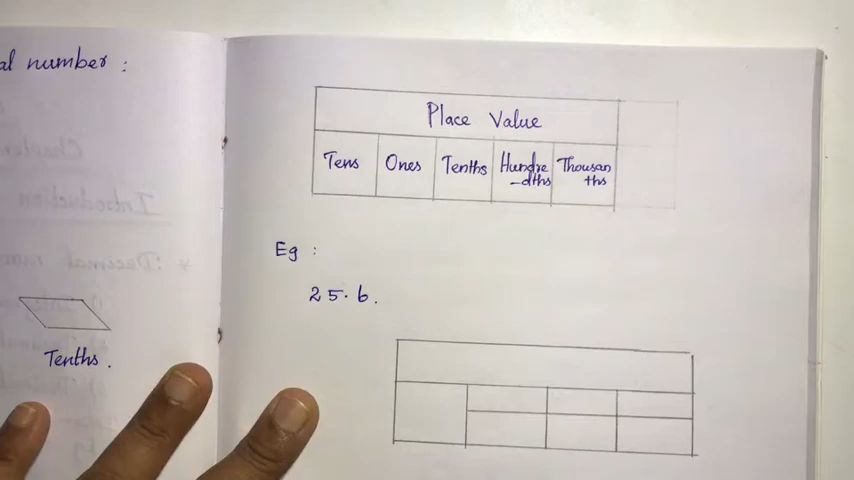 al number :
Tenths.
Place Value
Tens Ones Tenths Hundre Thousan
-dths ths
Eg :
25.6.